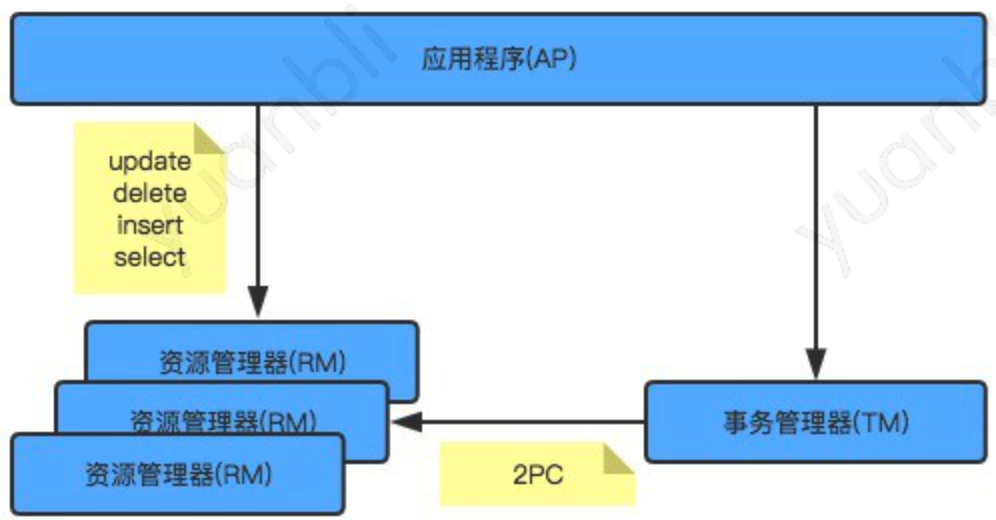 应用程序(AP)
update
delete
insert
select
资源管理器(RM)
资源管理器(RM)
资源管理器(RM)
事务管理器(TM)
2PC
yuanbli
yuanbli